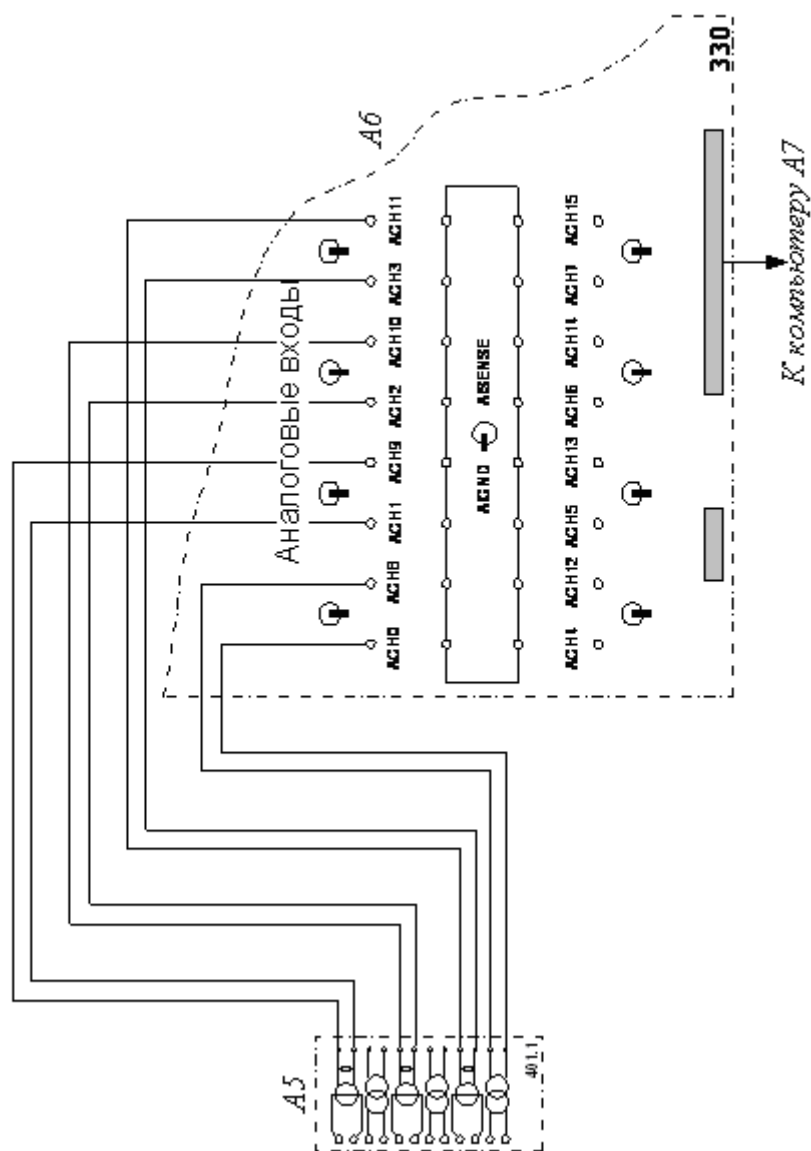 A5
Аналоговые входы
A6
ACH0 ACH8 ACH1 ACH9 ACH2 ACH10 ACH3 ACH11
AIGND AISENSE
401.1
ACH4 ACH12 ACH5 ACH13 ACH6 ACH14 ACH7 ACH15
330
К компьютеру A7